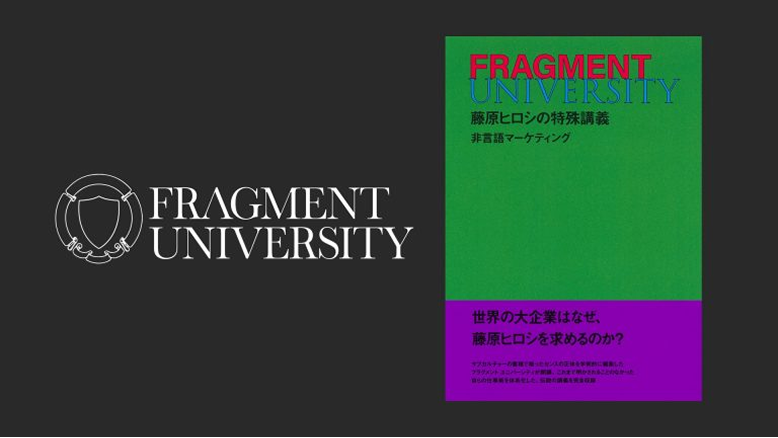 FRAGMENT
UNIVERSITY
FRAGMENT
UNIVERSITY
藤原ヒロシの特殊講義
非言語マーケティング
世界の大企業はなぜ、
藤原ヒロシを求めるのか?